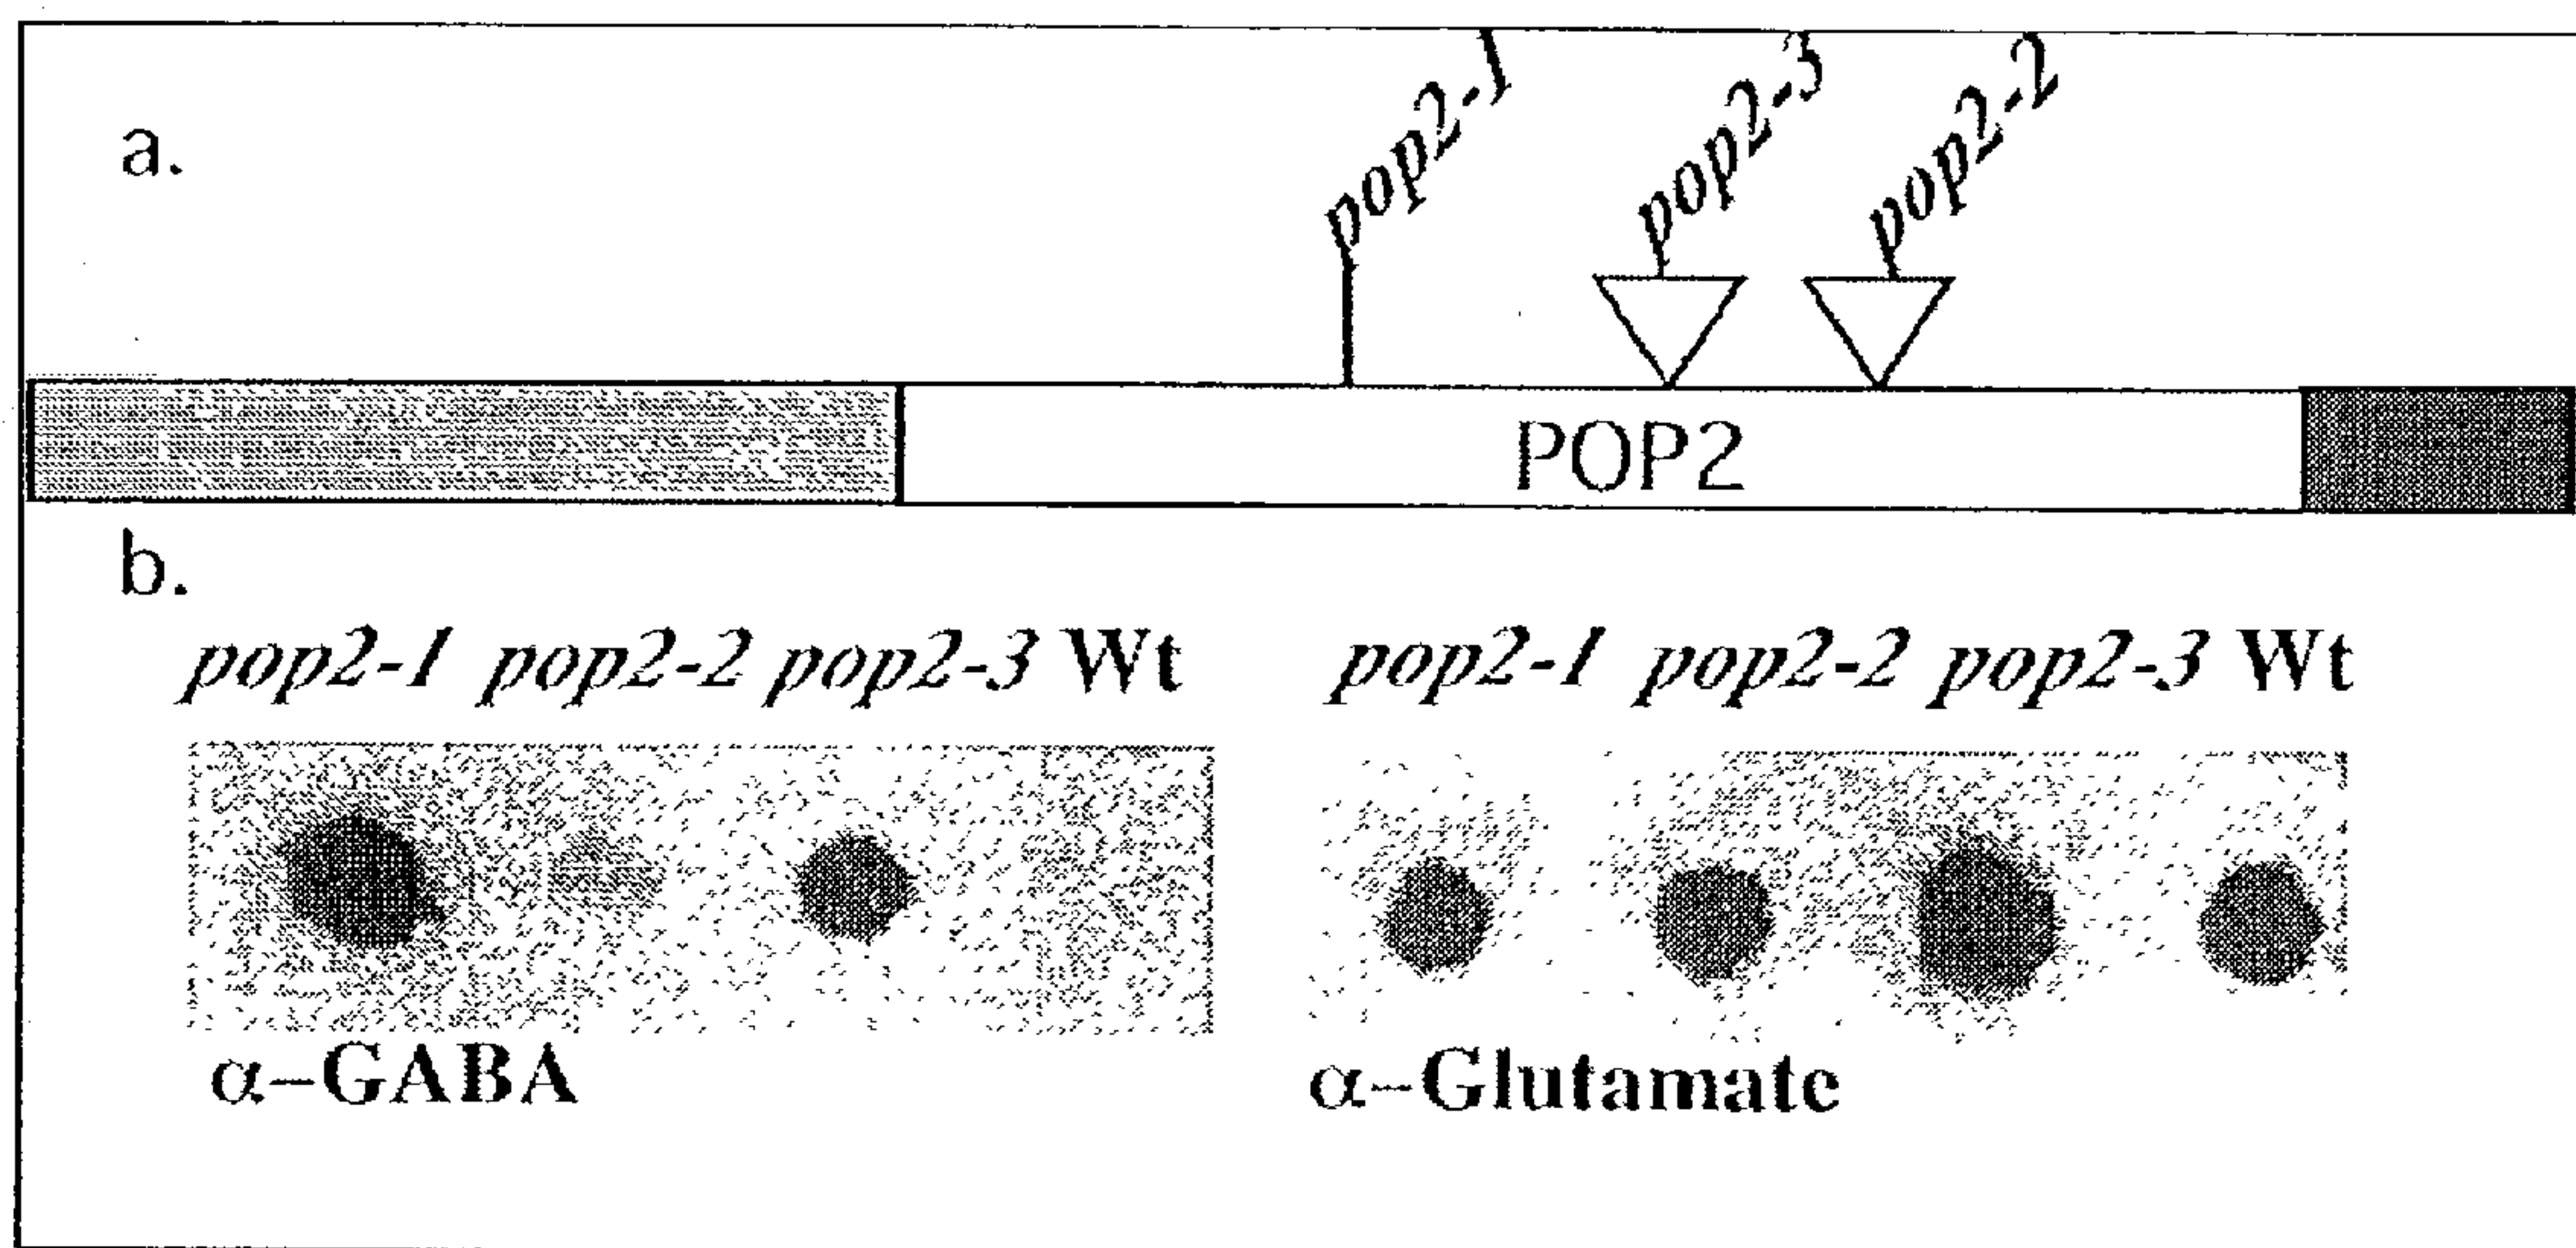 a.
pop2-1 pop2-3 pop2-2
POP2
b.
pop2-1 pop2-2 pop2-3 Wt pop2-1 pop2-2 pop2-3 Wt
α-GABA α-Glutamate